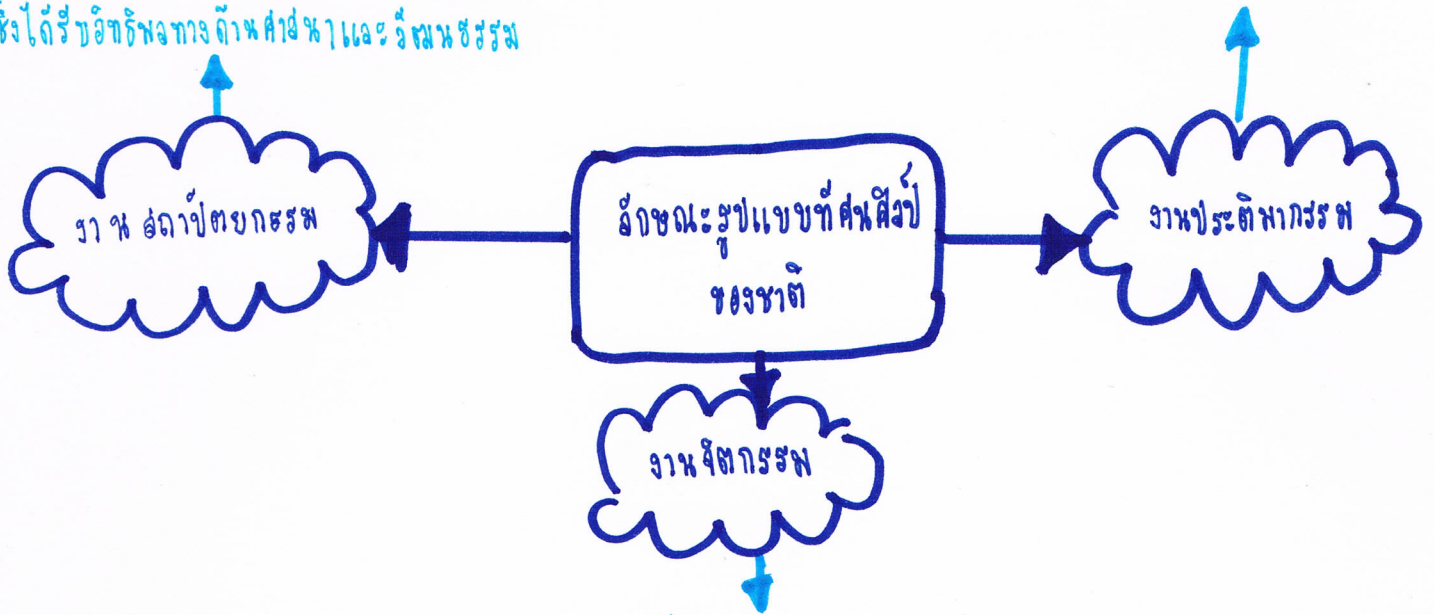 ซึ่งได้รับอิทธิพลทางด้านศาสนาและวัฒนธรรม
งานสถาปัตยกรรม
ลักษณะรูปแบบทัศนศิลป์
ของชาติ
งานประติมากรรม
งานจิตกรรม